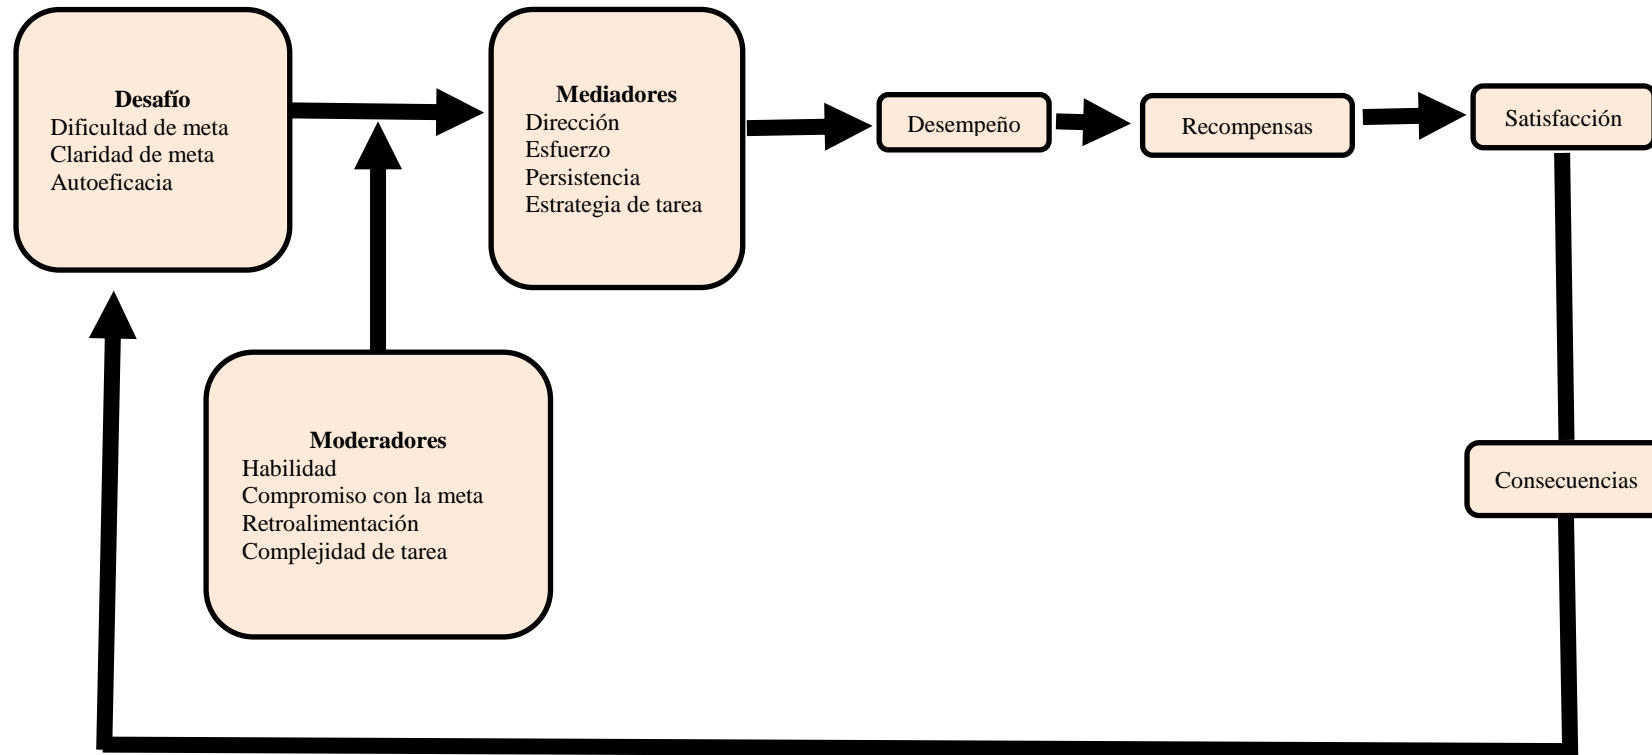 Desafío
Dificultad de meta
Claridad de meta
Autoeficacia
Mediadores
Dirección
Esfuerzo
Persistencia
Estrategia de tarea
Desempeño
Recompensas
Satisfacción
Moderadores
Habilidad
Compromiso con la meta
Retroalimentación
Complejidad de tarea
Consecuencias